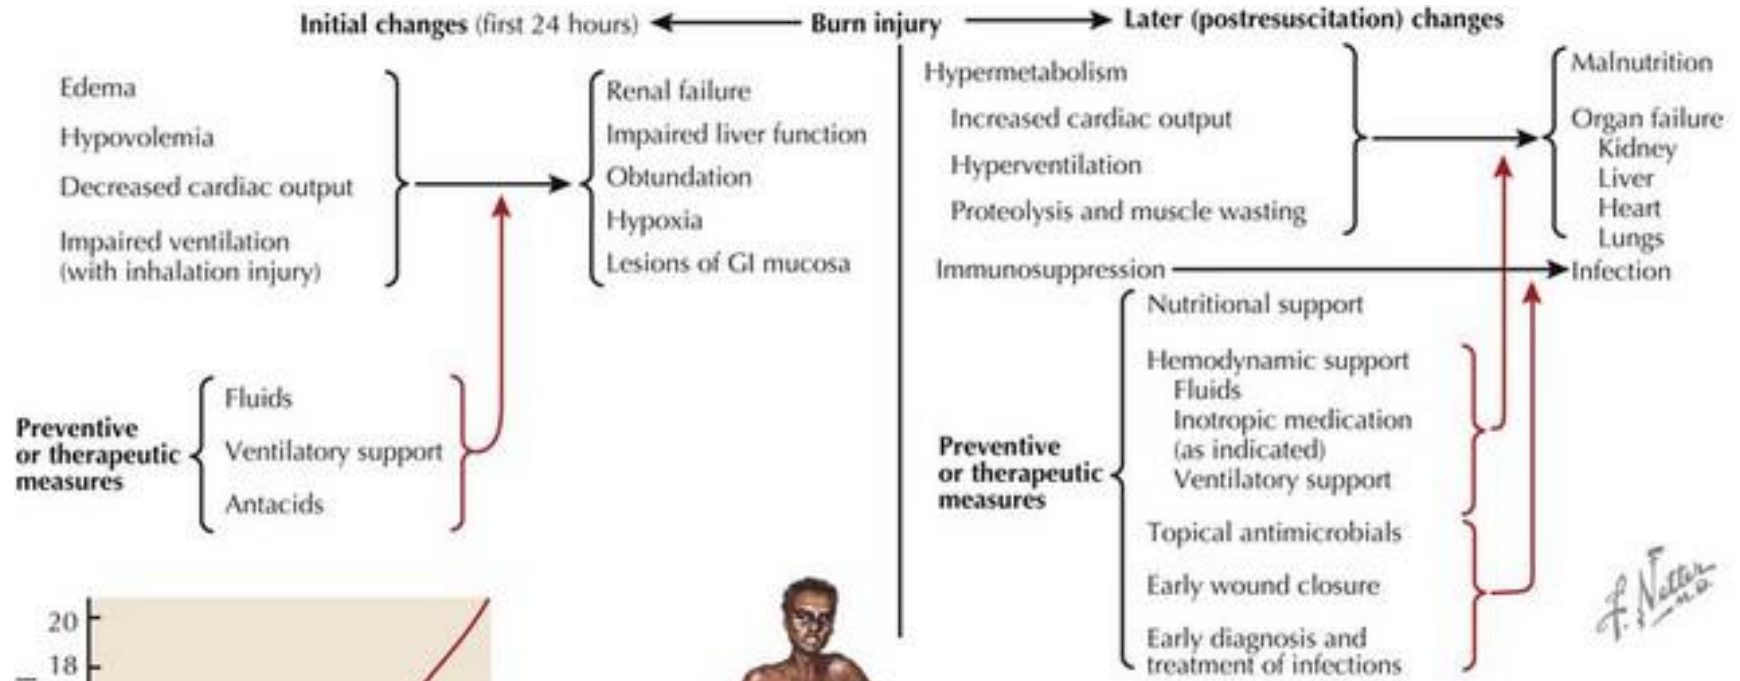 Initial changes (first 24 hours)
Burn injury
Later (postresuscitation) changes
Edema
Hypovolemia
Decreased cardiac output
Impaired ventilation
(with inhalation injury)
Renal failure
Impaired liver function
Obtundation
Hypoxia
Lesions of GI mucosa
Preventive
or therapeutic
measures
Fluids
Ventilatory support
Antacids
Hypermetabolism
Increased cardiac output
Hyperventilation
Proteolysis and muscle wasting
Immunosuppression
Malnutrition
Organ failure
Kidney
Liver
Heart
Lungs
Infection
Preventive
or therapeutic
measures
Nutritional support
Hemodynamic support
Fluids
Inotropic medication
(as indicated)
Ventilatory support
Topical antimicrobials
Early wound closure
Early diagnosis and
treatment of infections
20
18
F. Netter
M.D.